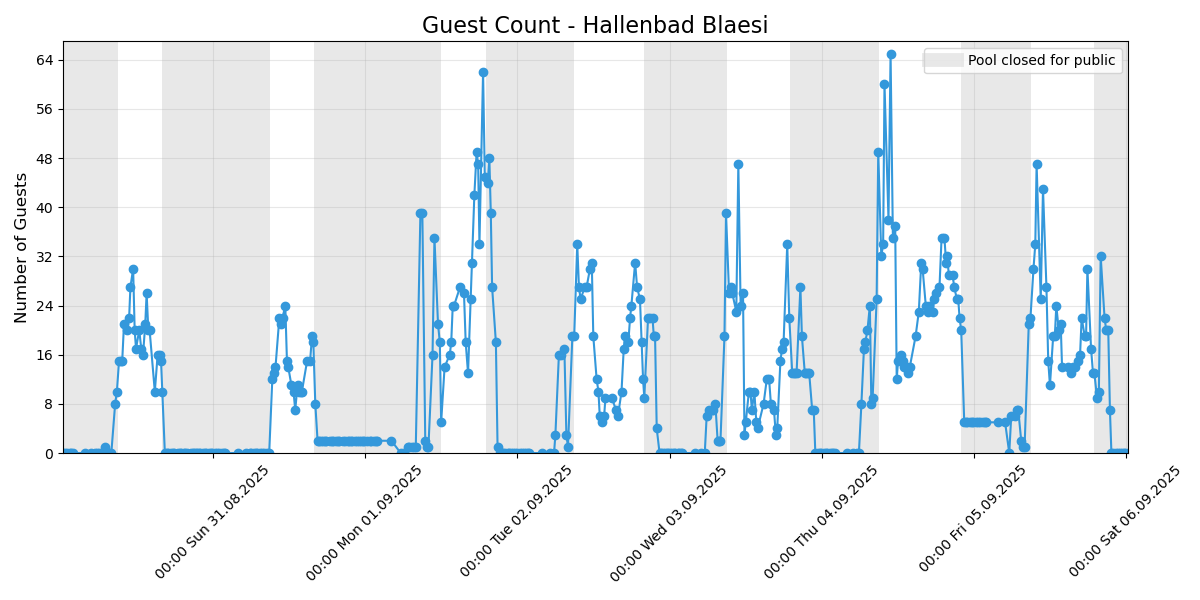 Guest Count - Hallenbad Blaesi
Pool closed for public
Number of Guests
64
56
48
40
32
24
16
8
0
00:00 Sun 31.08.2025
00:00 Mon 01.09.2025
00:00 Tue 02.09.2025
00:00 Wed 03.09.2025
00:00 Thu 04.09.2025
00:00 Fri 05.09.2025
00:00 Sat 06.09.2025